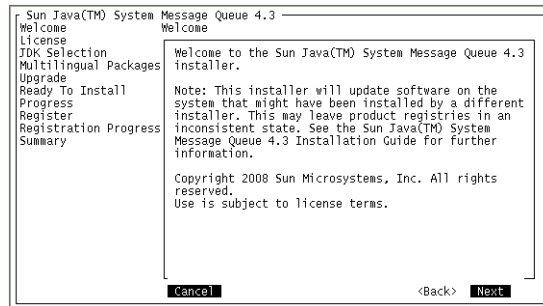 Sun Java(TM) System Message Queue 4.3
Welcome
License
JDK Selection
Multilingual Packages
Upgrade
Ready To Install
Progress
Register
Registration Progress
Summary
Welcome
Welcome to the Sun Java(TM) System Message Queue 4.3
installer.
Note: This installer will update software on the
system that might have been installed by a different
installer. This may leave product registries in an
inconsistent state. See the Sun Java(TM) System
Message Queue 4.3 Installation Guide for further
information.
Copyright 2008 Sun Microsystems, Inc. All rights
reserved.
Use is subject to license terms.
Cancel <Back> Next